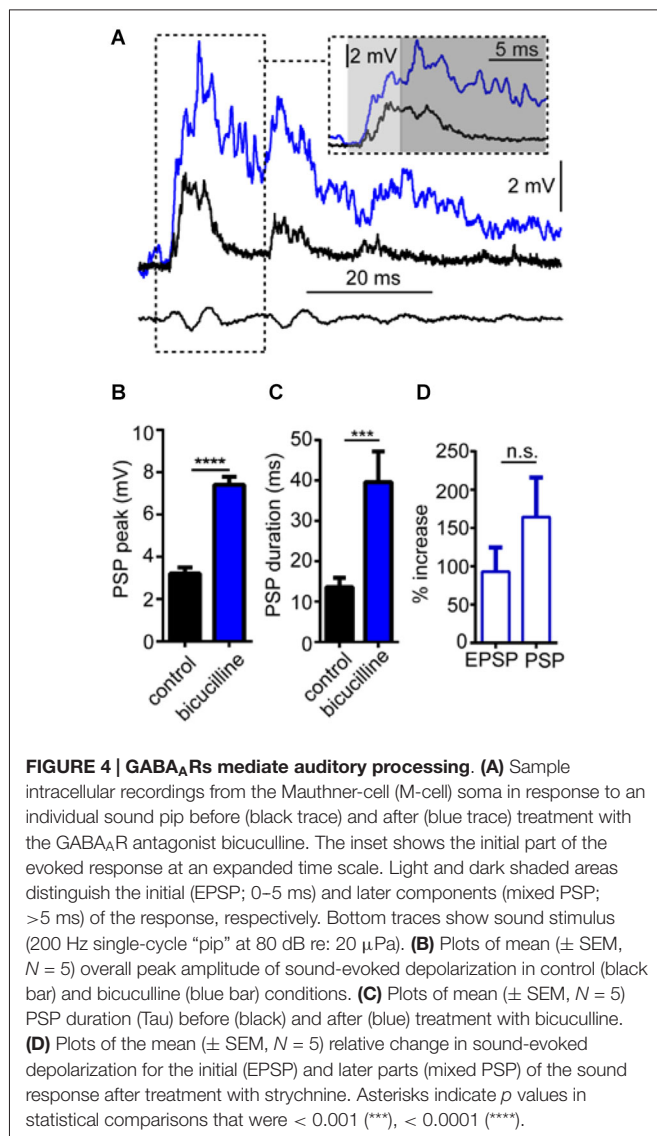 A
2 mV
5 ms
2 mV
20 ms
B
PSP peak (mV)
10
8
6
4
2
0
****
control
bicucilline
C
PSP duration (ms)
50
40
30
20
10
0
***
control
bicucilline
D
% increase
250
200
150
100
50
0
n.s.
EPSP PSP
FIGURE 4 | GABAARs mediate auditory processing. (A) Sample
intracellular recordings from the Mauthner-cell (M-cell) soma in response to an
individual sound pip before (black trace) and after (blue trace) treatment with
the GABAAR antagonist bicuculline. The inset shows the initial part of the
evoked response at an expanded time scale. Light and dark shaded areas
distinguish the initial (EPSP; 0–5 ms) and later components (mixed PSP;
>5 ms) of the response, respectively. Bottom traces show sound stimulus
(200 Hz single-cycle “pip” at 80 dB re: 20 μPa). (B) Plots of mean (± SEM,
N = 5) overall peak amplitude of sound-evoked depolarization in control (black
bar) and bicuculline (blue bar) conditions. (C) Plots of mean (± SEM, N = 5)
PSP duration (Tau) before (black) and after (blue) treatment with bicuculline.
(D) Plots of the mean (± SEM, N = 5) relative change in sound-evoked
depolarization for the initial (EPSP) and later parts (mixed PSP) of the sound
response after treatment with strychnine. Asterisks indicate p values in
statistical comparisons that were < 0.001 (***), < 0.0001 (****).